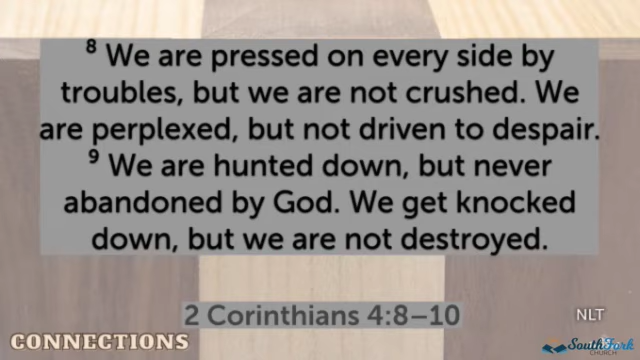 ⁸ We are pressed on every side by
troubles, but we are not crushed. We
are perplexed, but not driven to despair.
⁹ We are hunted down, but never
abandoned by God. We get knocked
down, but we are not destroyed.
2 Corinthians 4:8–10
NLT
CONNECTIONS
SouthFork
CHURCH